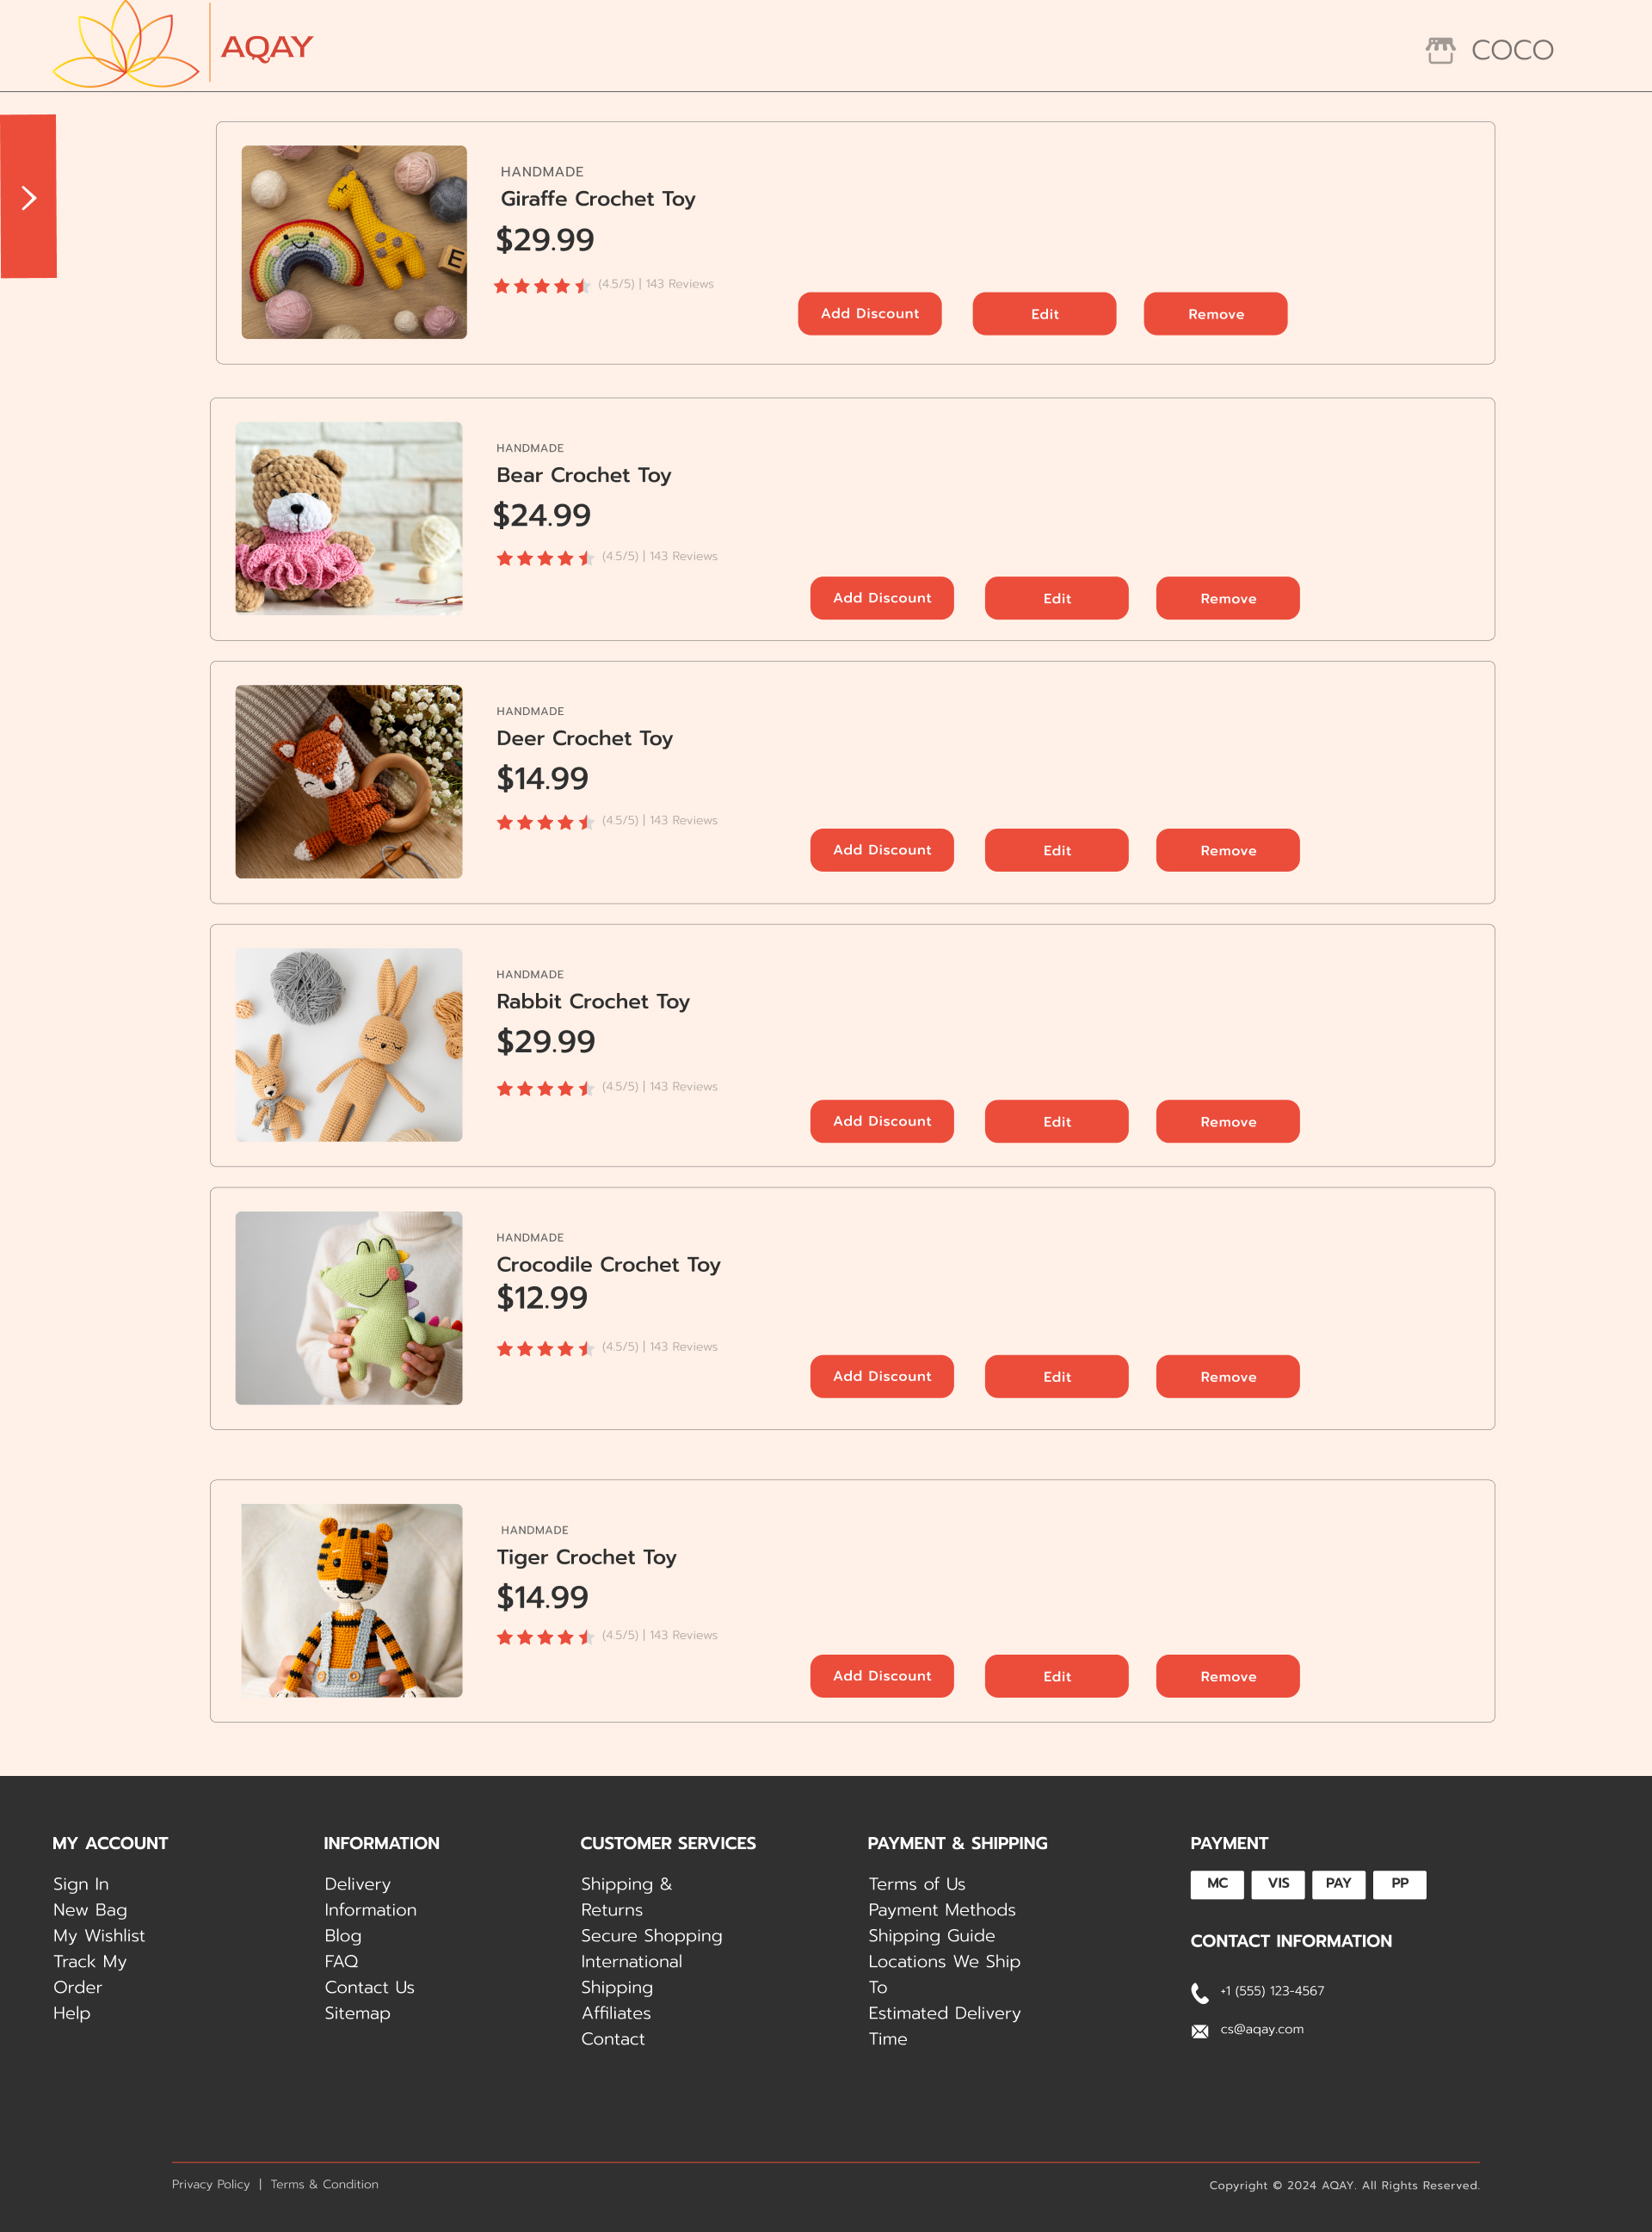 AQAY
COCO
HANDMADE
Giraffe Crochet Toy
$29.99
(4.5/5) | 143 Reviews
E
Add Discount
Edit
Remove
HANDMADE
Bear Crochet Toy
$24.99
(4.5/5) | 143 Reviews
Add Discount
Edit
Remove
HANDMADE
Deer Crochet Toy
$14.99
(4.5/5) | 143 Reviews
Add Discount
Edit
Remove
HANDMADE
Rabbit Crochet Toy
$29.99
(4.5/5) | 143 Reviews
Add Discount
Edit
Remove
HANDMADE
Crocodile Crochet Toy
$12.99
(4.5/5) | 143 Reviews
Add Discount
Edit
Remove
HANDMADE
Tiger Crochet Toy
$14.99
(4.5/5) | 143 Reviews
Add Discount
Edit
Remove
MY ACCOUNT
Sign In
New Bag
My Wishlist
Track My
Order
Help
INFORMATION
Delivery
Information
Blog
FAQ
Contact Us
Sitemap
CUSTOMER SERVICES
Shipping &
Returns
Secure Shopping
International
Shipping
Affiliates
Contact
PAYMENT & SHIPPING
Terms of Us
Payment Methods
Shipping Guide
Locations We Ship
To
Estimated Delivery
Time
PAYMENT
MC
VIS
PAY
PP
CONTACT INFORMATION
+1 (555) 123-4567
cs@aqay.com
Privacy Policy | Terms & Condition
Copyright © 2024 AQAY. All Rights Reserved.